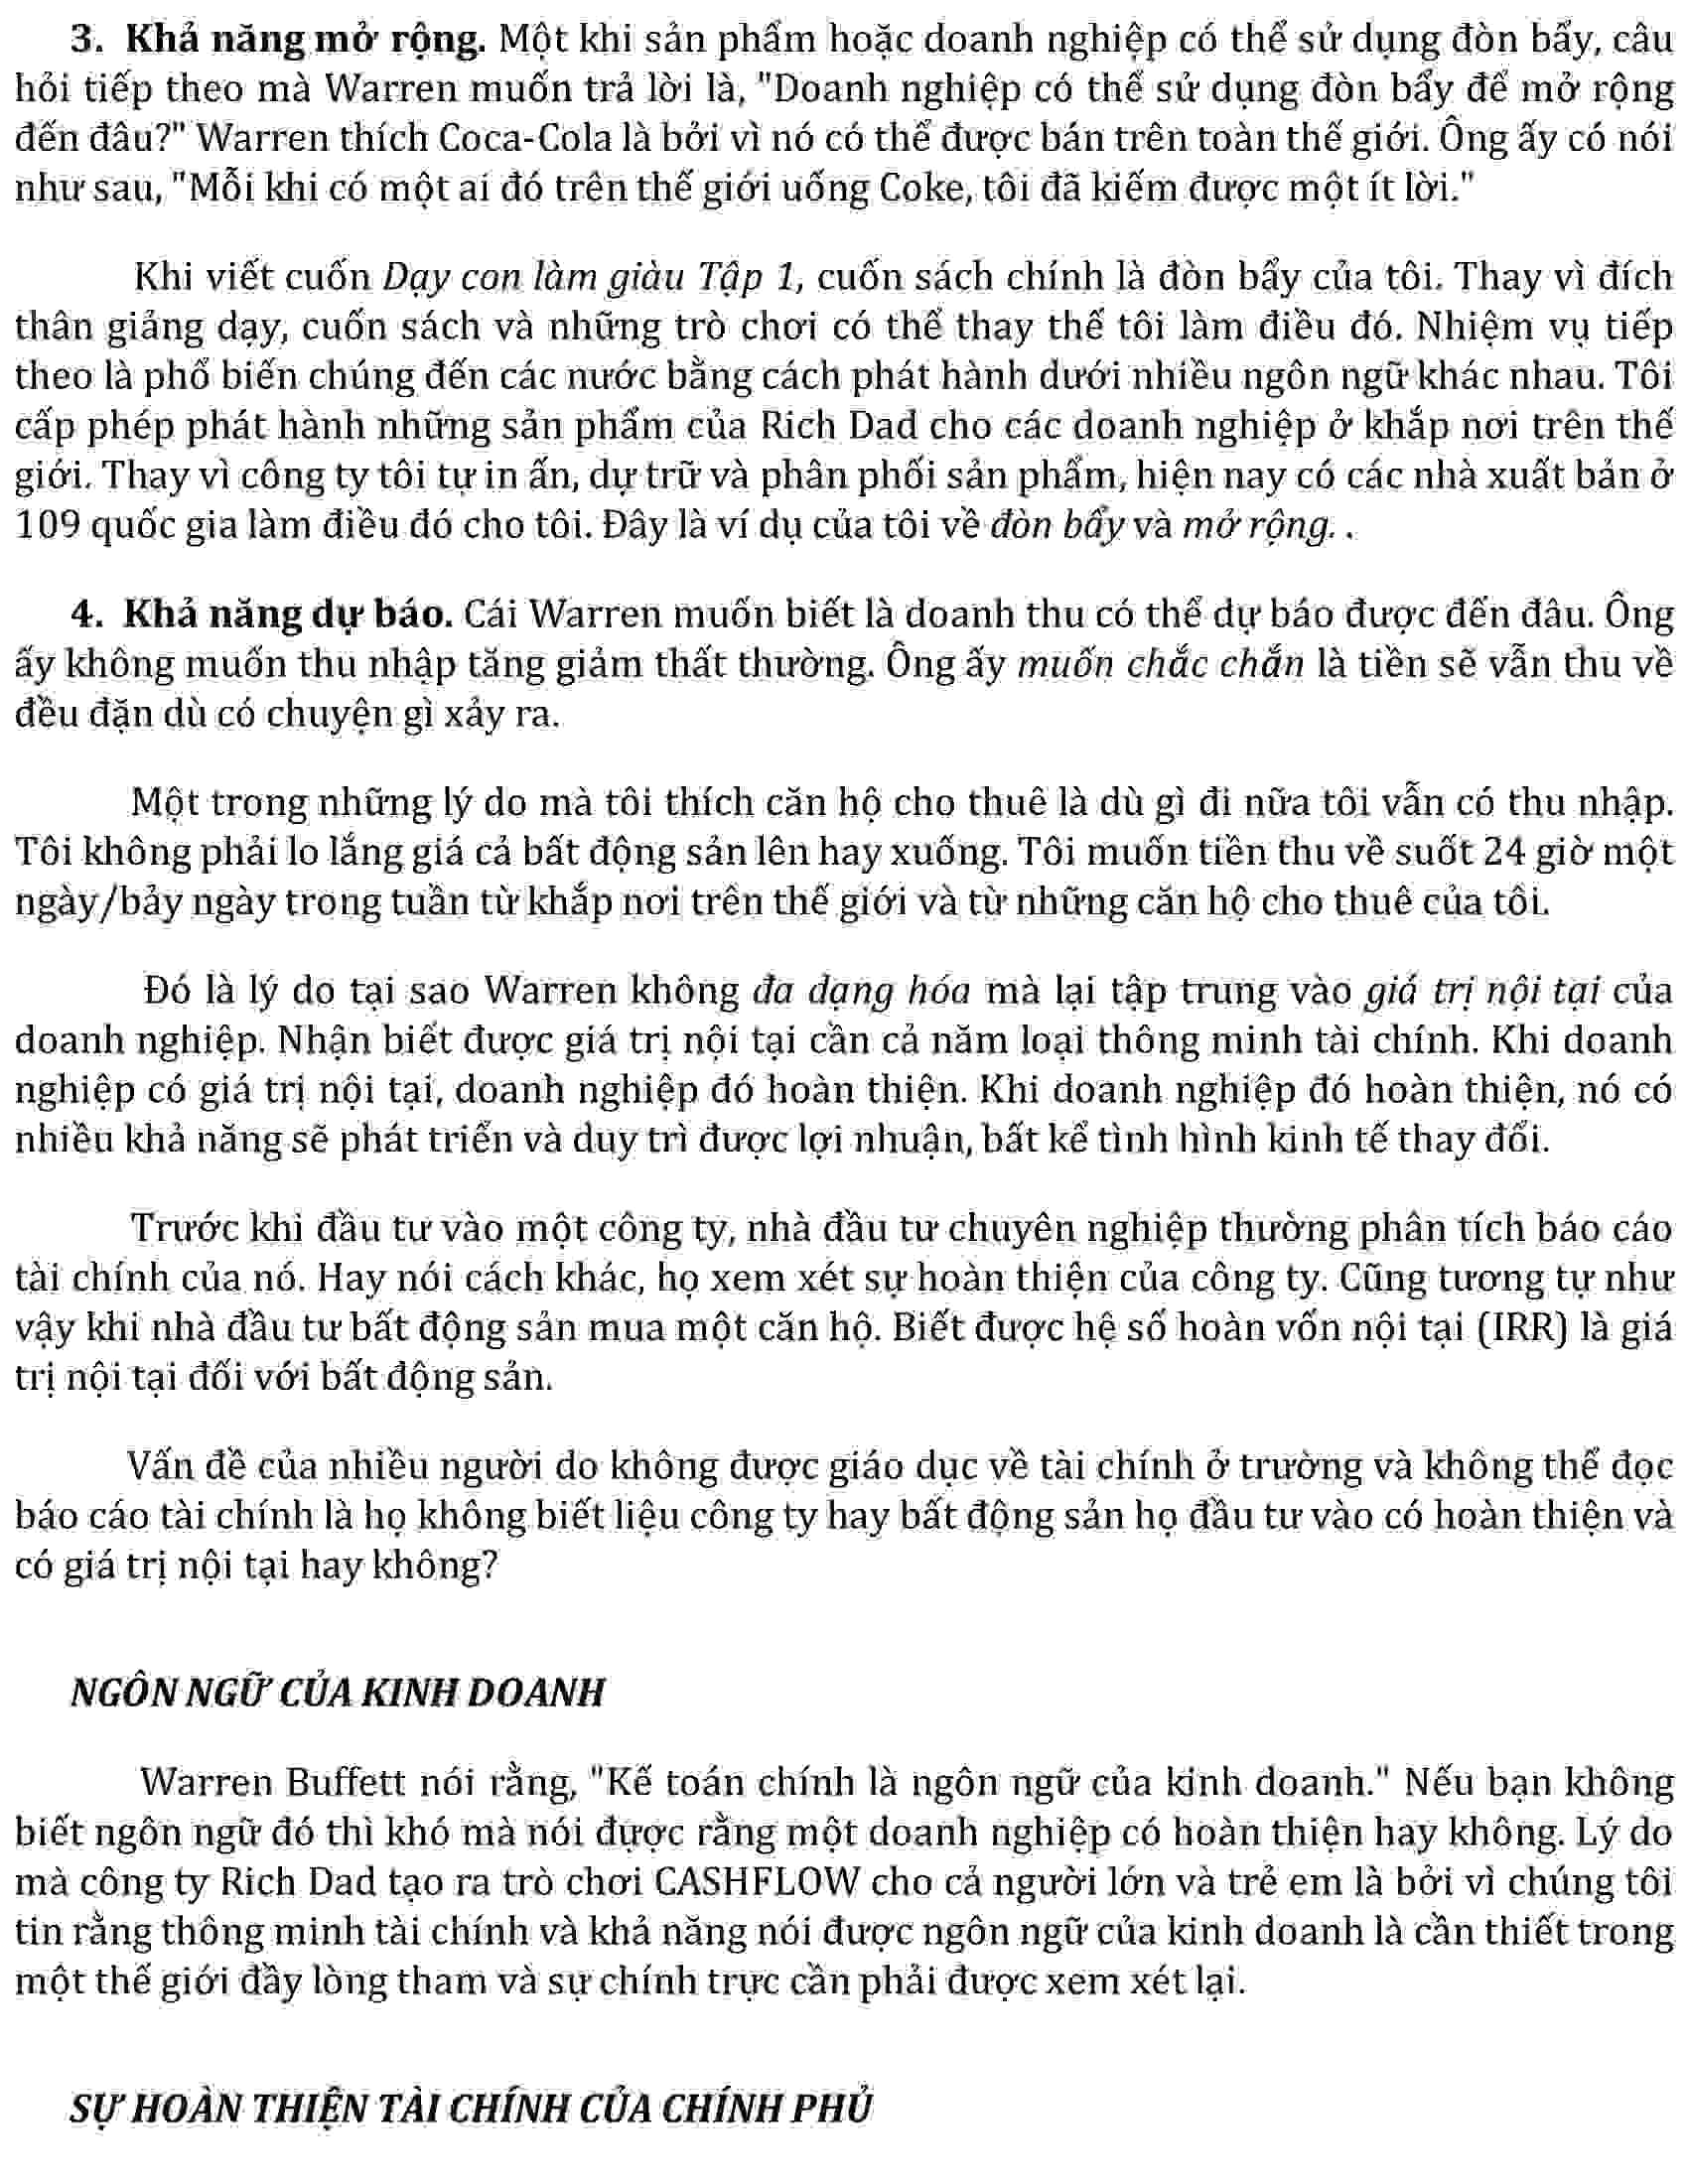 3. Khả năng mở rộng. Một khi sản phẩm hoặc doanh nghiệp có thể sử dụng đòn bẩy, câu
hỏi tiếp theo mà Warren muốn trả lời là, "Doanh nghiệp có thể sử dụng đòn bẩy để mở rộng
đến đâu?" Warren thích Coca-Cola là bởi vì nó có thể được bán trên toàn thế giới. Ông ấy có nói
như sau, "Mỗi khi có một ai đó trên thế giới uống Coke, tôi đã kiếm được một ít lời."
Khi viết cuốn Dạy con làm giàu Tập 1, cuốn sách chính là đòn bẩy của tôi. Thay vì đích
thân giảng dạy, cuốn sách và những trò chơi có thể thay thế tôi làm điều đó. Nhiệm vụ tiếp
theo là phổ biến chúng đến các nước bằng cách phát hành dưới nhiều ngôn ngữ khác nhau. Tôi
cấp phép phát hành những sản phẩm của Rich Dad cho các doanh nghiệp ở khắp nơi trên thế
giới. Thay vì công ty tôi tự in ấn, dự trữ và phân phối sản phẩm, hiện nay có các nhà xuất bản ở
109 quốc gia làm điều đó cho tôi. Đây là ví dụ của tôi về đòn bẩy và mở rộng. .
4. Khả năng dự báo. Cái Warren muốn biết là doanh thu có thể dự báo được đến đâu. Ông
ấy không muốn thu nhập tăng giảm thất thường. Ông ấy muốn chắc chắn là tiền sẽ vẫn thu về
đều đặn dù có chuyện gì xảy ra.
Một trong những lý do mà tôi thích căn hộ cho thuê là dù gì đi nữa tôi vẫn có thu nhập.
Tôi không phải lo lắng giá cả bất động sản lên hay xuống. Tôi muốn tiền thu về suốt 24 giờ một
ngày/bảy ngày trong tuần từ khắp nơi trên thế giới và từ những căn hộ cho thuê của tôi.
Đó là lý do tại sao Warren không đa dạng hóa mà lại tập trung vào giá trị nội tại của
doanh nghiệp. Nhận biết được giá trị nội tại cần cả năm loại thông minh tài chính. Khi doanh
nghiệp có giá trị nội tại, doanh nghiệp đó hoàn thiện. Khi doanh nghiệp đó hoàn thiện, nó có
nhiều khả năng sẽ phát triển và duy trì được lợi nhuận, bất kể tình hình kinh tế thay đổi.
Trước khi đầu tư vào một công ty, nhà đầu tư chuyên nghiệp thường phân tích báo cáo
tài chính của nó. Hay nói cách khác, họ xem xét sự hoàn thiện của công ty. Cũng tương tự như
vậy khi nhà đầu tư bất động sản mua một căn hộ. Biết được hệ số hoàn vốn nội tại (IRR) là giá
trị nội tại đối với bất động sản.
Vấn đề của nhiều người do không được giáo dục về tài chính ở trường và không thể đọc
báo cáo tài chính là họ không biết liệu công ty hay bất động sản họ đầu tư vào có hoàn thiện và
có giá trị nội tại hay không?
NGÔN NGỮ CỦA KINH DOANH
Warren Buffett nói rằng, "Kế toán chính là ngôn ngữ của kinh doanh." Nếu bạn không
biết ngôn ngữ đó thì khó mà nói được rằng một doanh nghiệp có hoàn thiện hay không. Lý do
mà công ty Rich Dad tạo ra trò chơi CASHFLOW cho cả người lớn và trẻ em là bởi vì chúng tôi
tin rằng thông minh tài chính và khả năng nói được ngôn ngữ của kinh doanh là cần thiết trong
một thế giới đầy lòng tham và sự chính trực cần phải được xem xét lại.
SỰ HOÀN THIỆN TÀI CHÍNH CỦA CHÍNH PHỦ